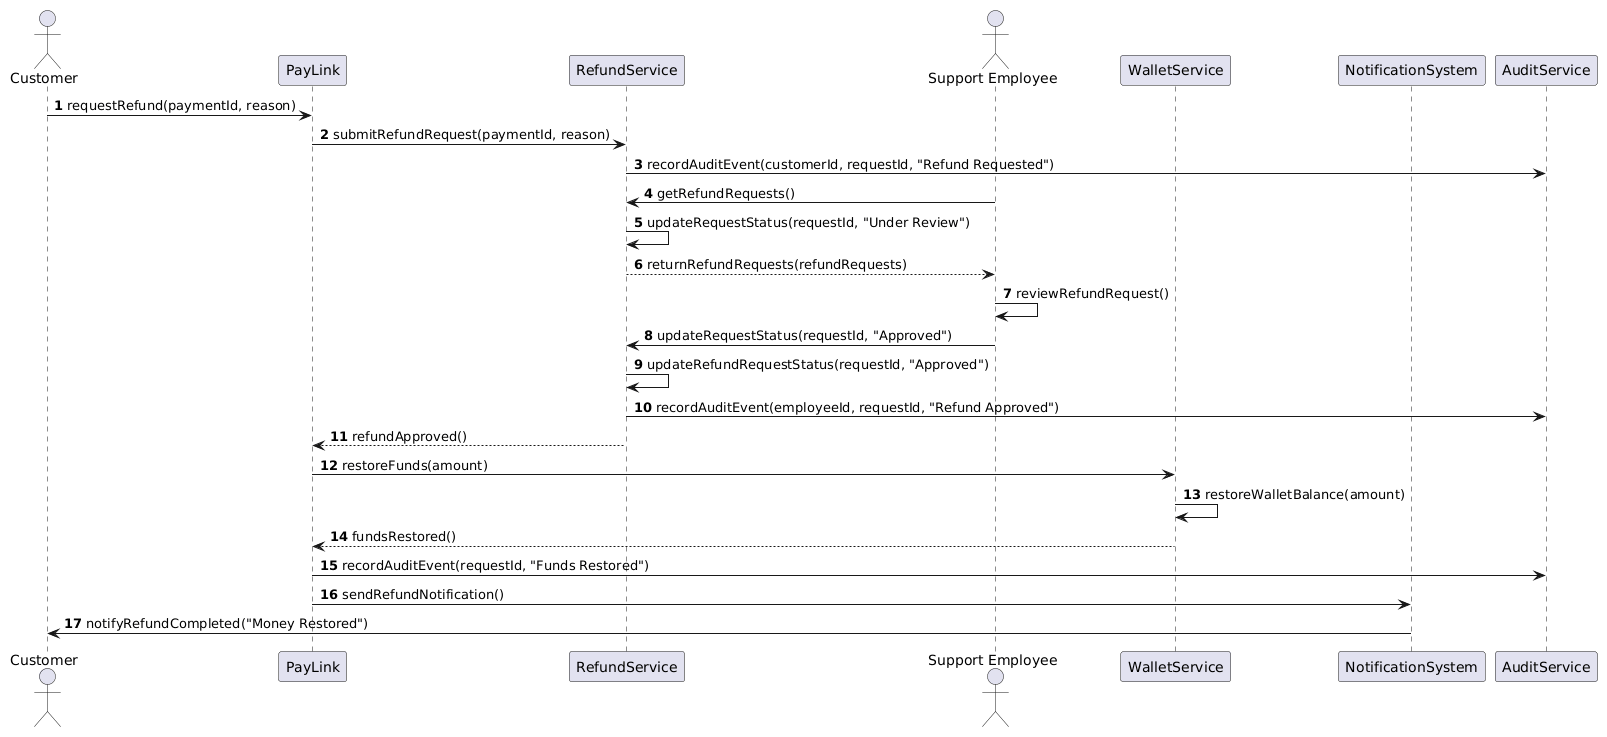 Customer
PayLink
RefundService
Support Employee
WalletService
NotificationSystem
AuditService
1 requestRefund(paymentId, reason)
2 submitRefundRequest(paymentId, reason)
3 recordAuditEvent(customerId, requestId, "Refund Requested")
4 getRefundRequests()
5 updateRequestStatus(requestId, "Under Review")
6 returnRefundRequests(refundRequests)
7 reviewRefundRequest()
8 updateRequestStatus(requestId, "Approved")
9 updateRefundRequestStatus(requestId, "Approved")
10 recordAuditEvent(employeeId, requestId, "Refund Approved")
11 refundApproved()
12 restoreFunds(amount)
13 restoreWalletBalance(amount)
14 fundsRestored()
15 recordAuditEvent(requestId, "Funds Restored")
16 sendRefundNotification()
17 notifyRefundCompleted("Money Restored")
Customer
PayLink
RefundService
Support Employee
WalletService
NotificationSystem
AuditService